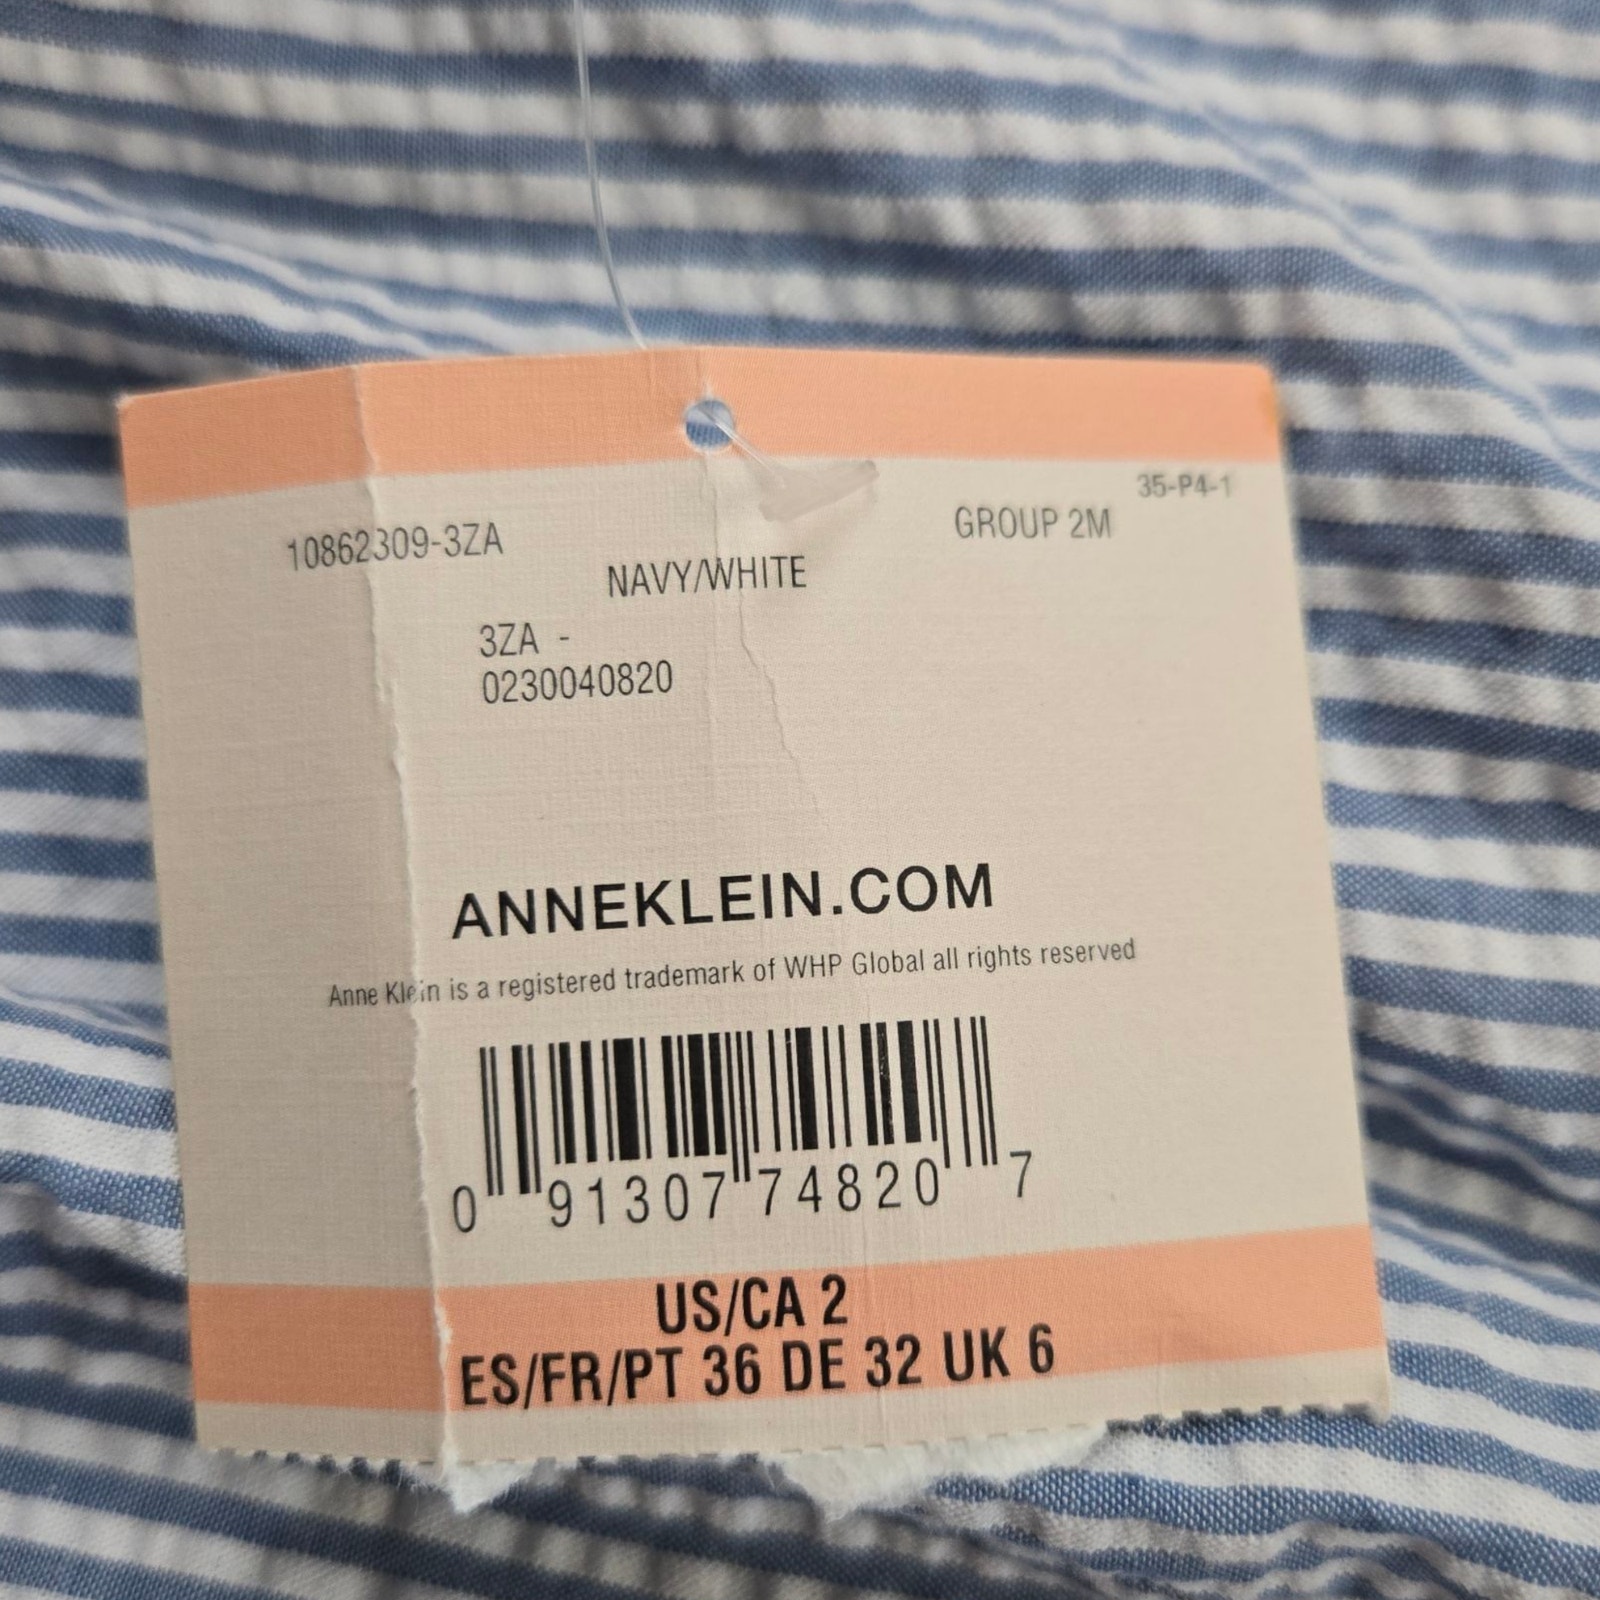 35-P4-1
10862309-3ZA
GROUP 2M
NAVY/WHITE
3ZA -
0230040820
ANNEKLEIN.COM
Anne Klein is a registered trademark of WHP Global all rights reserved
0 91307 74820 7
US/CA 2
ES/FR/PT 36 DE 32 UK 6